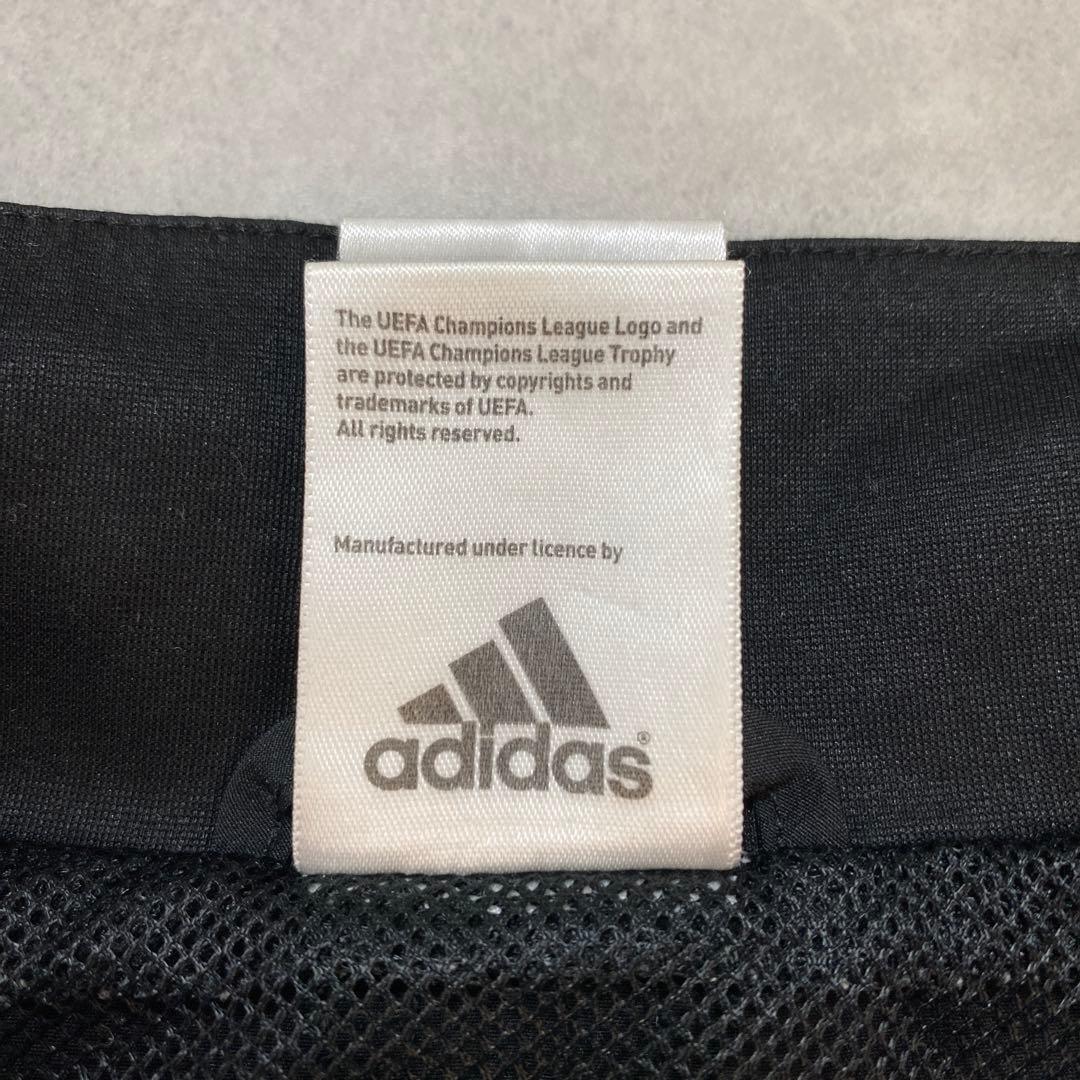 The UEFA Champions League Logo and
the UEFA Champions League Trophy
are protected by copyrights and
trademarks of UEFA.
All rights reserved.
Manufactured under licence by
adidas®